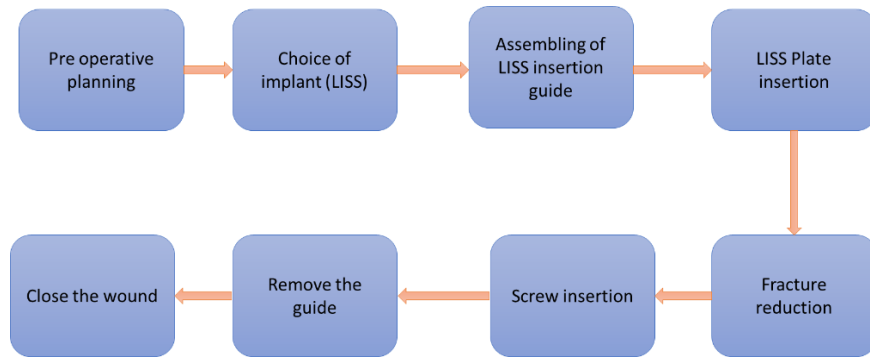 Pre operative
planning
Choice of
implant (LISS)
Assembling of
LISS insertion
guide
LISS Plate
insertion
Fracture
reduction
Screw insertion
Remove the
guide
Close the wound